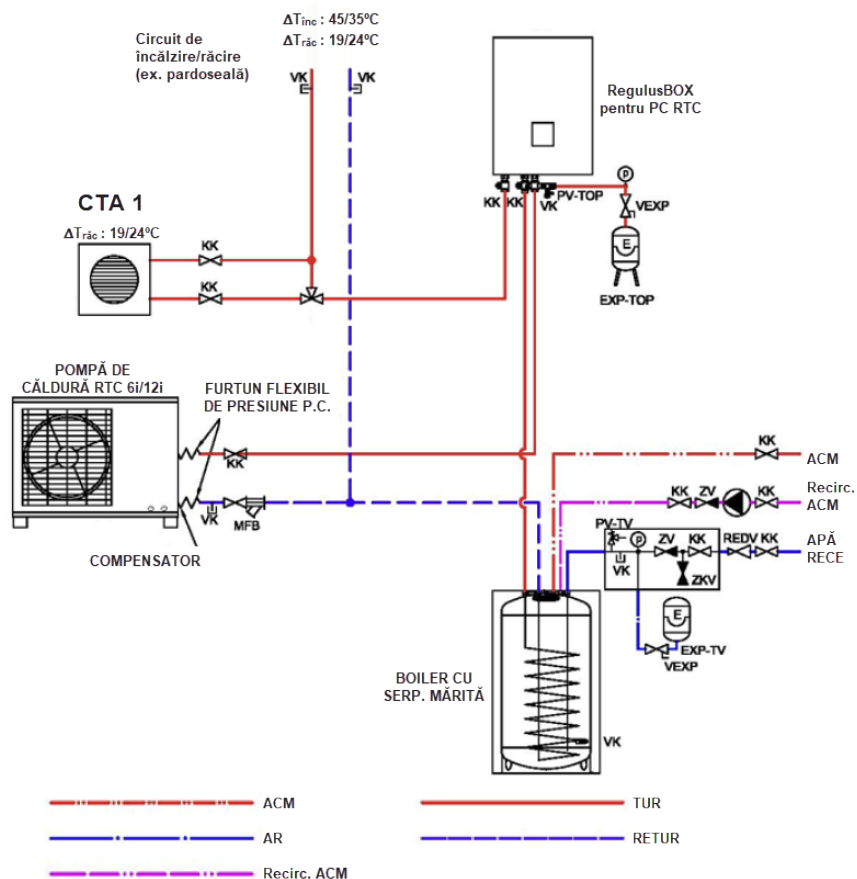 ΔTînc : 45/35ºC
ΔTrăc : 19/24ºC
Circuit de
încălzire/răcire
(ex. pardoseală)
VK
VK
RegulusBOX
pentru PC RTC
KK
KK
VK
PV-TOP
P
VEXP
E
EXP-TOP
CTA 1
ΔTrăc : 19/24ºC
KK
KK
POMPĂ DE
CĂLDURĂ RTC 6i/12i
FURTUN FLEXIBIL
DE PRESIUNE P.C.
KK
VK
MFB
COMPENSATOR
KK
ACM
KK
ZV
KK
Recirc.
ACM
PV-TV
P
ZV
KK
REDV
KK
APĂ
RECE
VK
ZKV
E
EXP-TV
VEXP
BOILER CU
SERP. MĂRITĂ
VK
ACM
TUR
AR
RETUR
Recirc. ACM